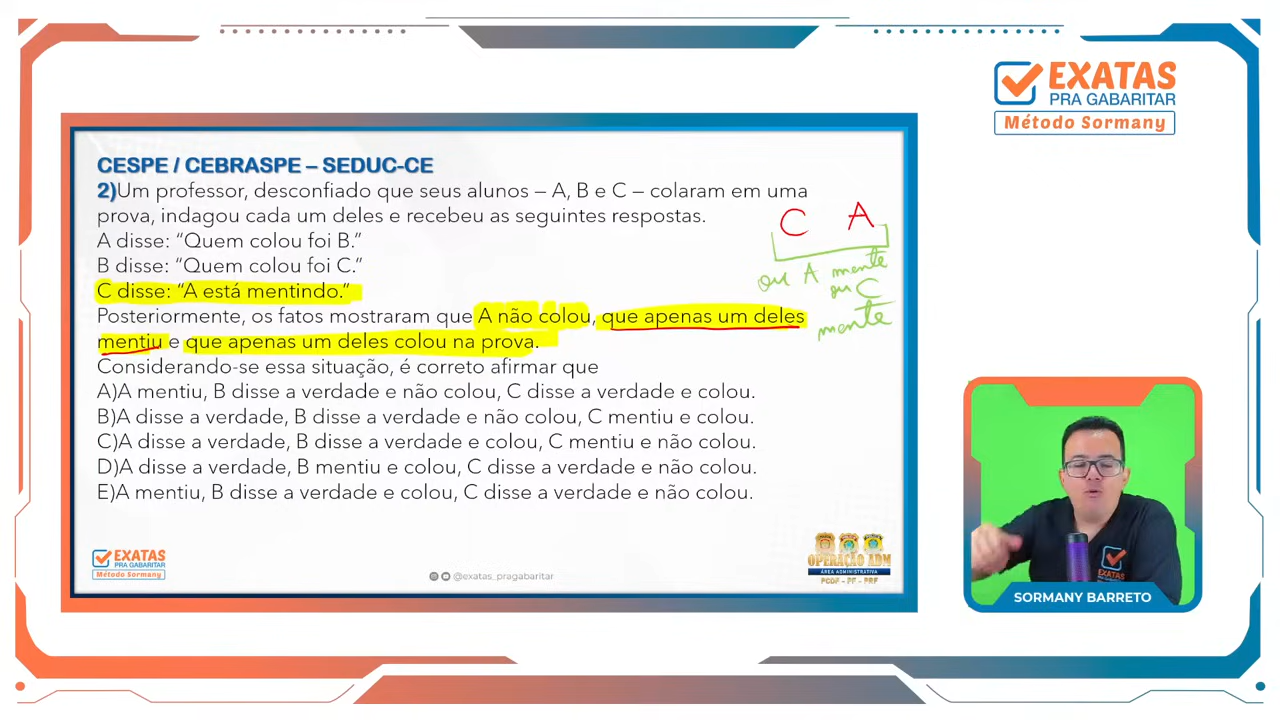 EXATAS
PRA GABARITAR
Método Sormany
CESPE / CEBRASPE – SEDUC-CE
2)Um professor, desconfiado que seus alunos – A, B e C – colaram em uma
prova, indagou cada um deles e recebeu as seguintes respostas.
A disse: “Quem colou foi B.”
B disse: “Quem colou foi C.”
C disse: “A está mentindo.”
Posteriormente, os fatos mostraram que A não colou, que apenas um deles
mentiu e que apenas um deles colou na prova.
Considerando-se essa situação, é correto afirmar que
A)A mentiu, B disse a verdade e não colou, C disse a verdade e colou.
B)A disse a verdade, B disse a verdade e não colou, C mentiu e colou.
C)A disse a verdade, B disse a verdade e colou, C mentiu e não colou.
D)A disse a verdade, B mentiu e colou, C disse a verdade e não colou.
E)A mentiu, B disse a verdade e colou, C disse a verdade e não colou.
C A
ou A mente
ou C
mente
EXATAS
PRA GABARITAR
Método Sormany
@exatas_pragabaritar
OPERAÇÃO ADM
ÁREA ADMINISTRATIVA
PCDF - PF - PRF
EXATAS
SORMANY BARRETO